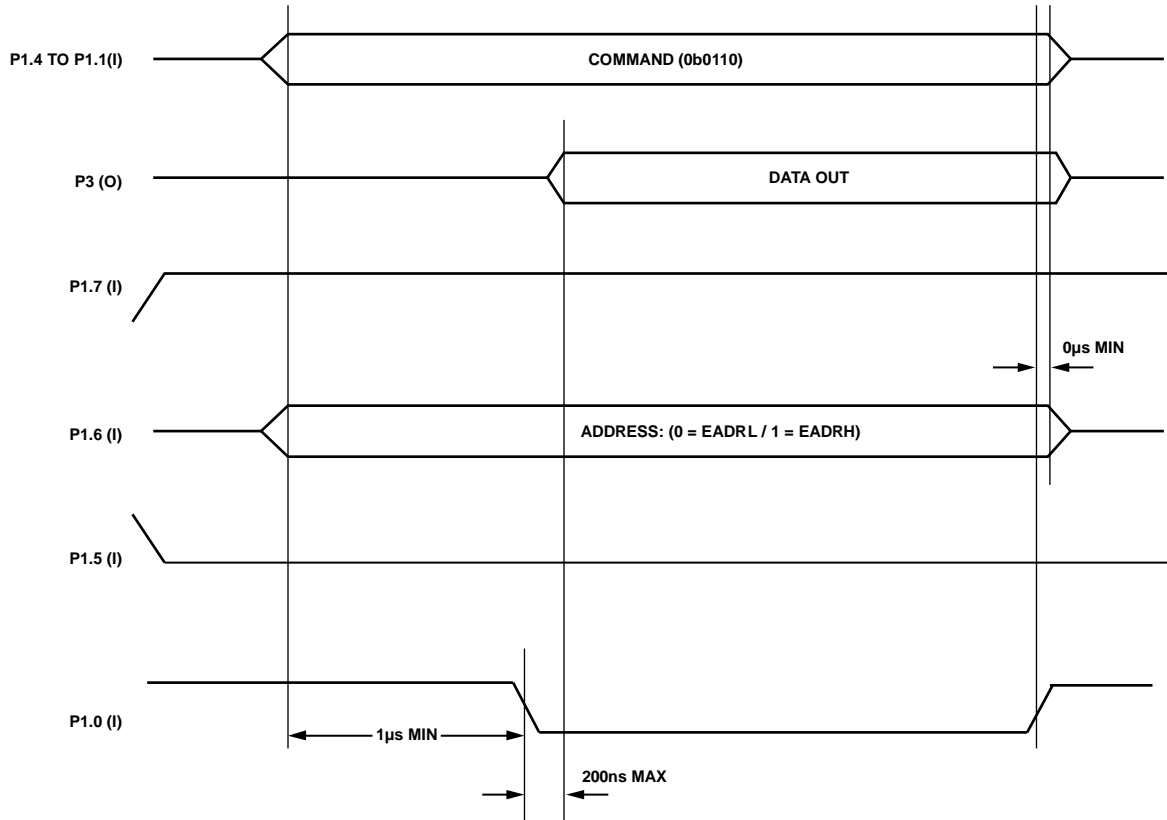 P1.4 TO P1.1(I)
COMMAND (0b0110)
P3 (O)
DATA OUT
P1.7 (I)
0µs MIN
P1.6 (I)
ADDRESS: (0 = EADRL / 1 = EADRH)
P1.5 (I)
P1.0 (I)
1µs MIN
200ns MAX